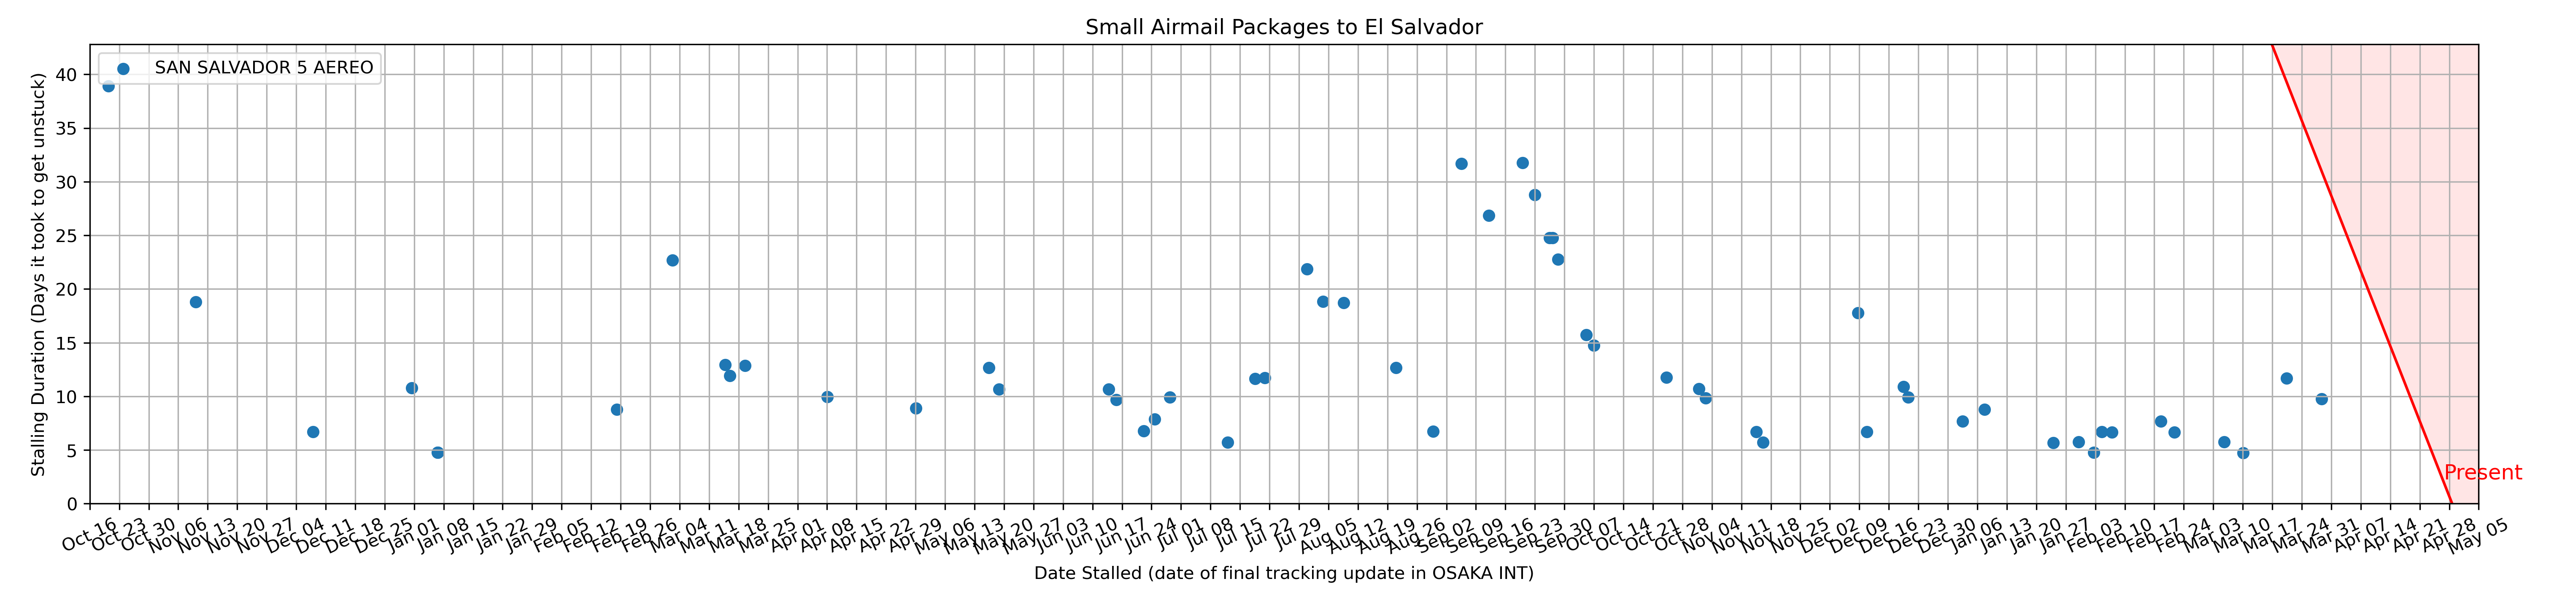 Small Airmail Packages to El Salvador
SAN SALVADOR 5 AEREO
40
35
30
25
20
15
10
5
0
Stalling Duration (Days it took to get unstuck)
Present
Oct 16
Oct 23
Oct 30
Nov 06
Nov 13
Nov 20
Nov 27
Dec 04
Dec 11
Dec 18
Dec 25
Jan 01
Jan 08
Jan 15
Jan 22
Jan 29
Feb 05
Feb 12
Feb 19
Feb 26
Mar 04
Mar 11
Mar 18
Mar 25
Apr 01
Apr 08
Apr 15
Apr 22
Apr 29
May 06
May 13
May 20
May 27
Jun 03
Jun 10
Jun 17
Jun 24
Jul 01
Jul 08
Jul 15
Jul 22
Jul 29
Aug 05
Aug 12
Aug 19
Aug 26
Sep 02
Sep 09
Sep 16
Sep 23
Sep 30
Oct 07
Oct 14
Oct 21
Oct 28
Nov 04
Nov 11
Nov 18
Nov 25
Dec 02
Dec 09
Dec 16
Dec 23
Dec 30
Jan 06
Jan 13
Jan 20
Jan 27
Feb 03
Feb 10
Feb 17
Feb 24
Mar 03
Mar 10
Mar 17
Mar 24
Mar 31
Apr 07
Apr 14
Apr 21
Apr 28
May 05
Date Stalled (date of final tracking update in OSAKA INT)